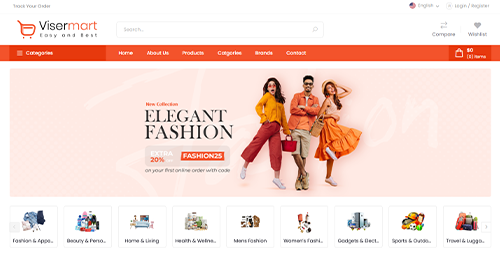 Track Your Order
English
Login / Register
Visermart
Easy and Best
Search..
Compare
Wishlist
Categories
Home
About Us
Products
Catgories
Brands
Contact
$0
(0) Items
New Collection
ELEGANT
FASHION
EXTRA
20%
FASHION25
on your first online order with code
Fashion & Appa...
Beauty & Perso...
Home & Living
Health & Wellne...
Mens Fashion
Women's Fashi...
Gadgets & Elect...
Sports & Outdo...
Travel & Lugga...